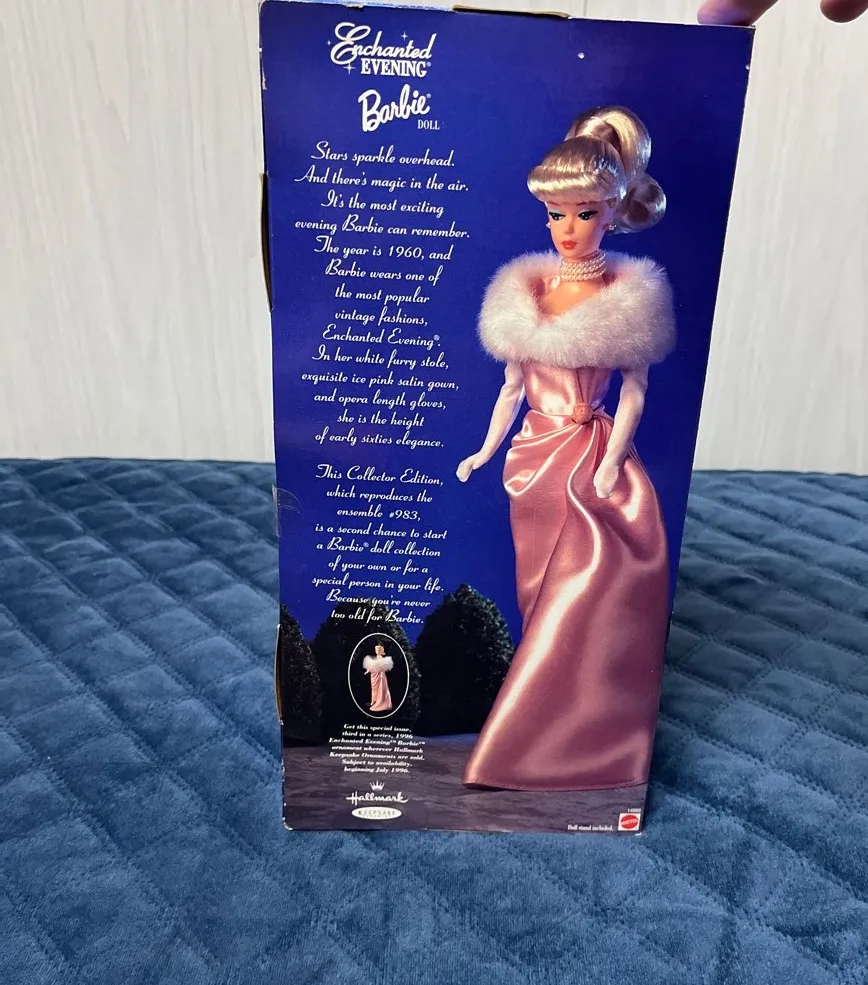 Enchanted
EVENING®
Barbie®
DOLL
Stars sparkle overhead.
And there's magic in the air.
It's the most exciting
evening Barbie can remember.
The year is 1960, and
Barbie wears one of
the most popular
vintage fashions,
Enchanted Evening®.
In her white furry stole,
exquisite ice pink satin gown,
and opera length gloves,
she is the height
of early sixties elegance.
This Collector Edition,
which reproduces the
ensemble #983,
is a second chance to start
a Barbie® doll collection
of your own or for a
special person in your life.
Because you're never
too old for Barbie.
Get this special issue,
third in a series, 1996
Enchanted Evening™ Barbie™
ornament wherever Hallmark
Keepsake Ornaments are sold.
Subject to availability,
beginning July 1996.
Hallmark
KEEPSAKE
Doll stand included.
MATTEL